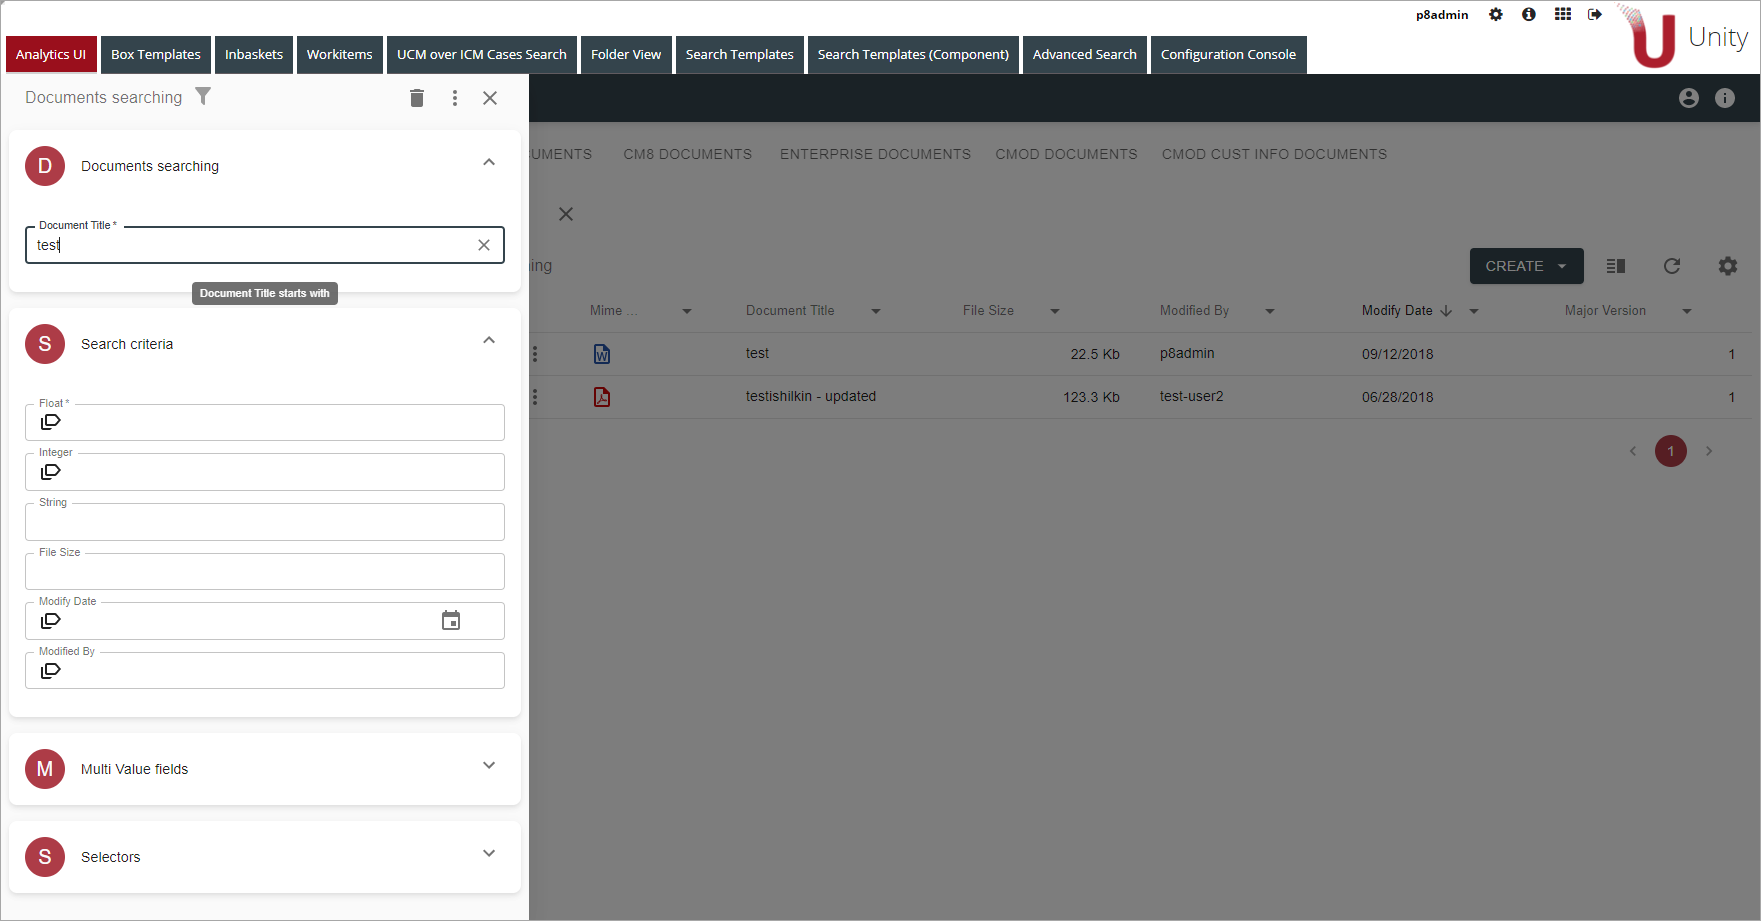 p8admin
Unity
Analytics UI Box Templates Inbaskets Workitems UCM over ICM Cases Search Folder View Search Templates Search Templates (Component) Advanced Search Configuration Console
Documents searching
D Documents searching
UMENTS CM8 DOCUMENTS ENTERPRISE DOCUMENTS CMOD DOCUMENTS CMOD CUST INFO DOCUMENTS
Document Title *
test
Document Title starts with
ing
CREATE
Mime ... Document Title File Size Modified By Modify Date Major Version
W test 22.5 Kb p8admin 09/12/2018 1
testishilkin - updated 123.3 Kb test-user2 06/28/2018 1
1
S Search criteria
Float *
Integer
String
File Size
Modify Date
Modified By
M Multi Value fields
S Selectors